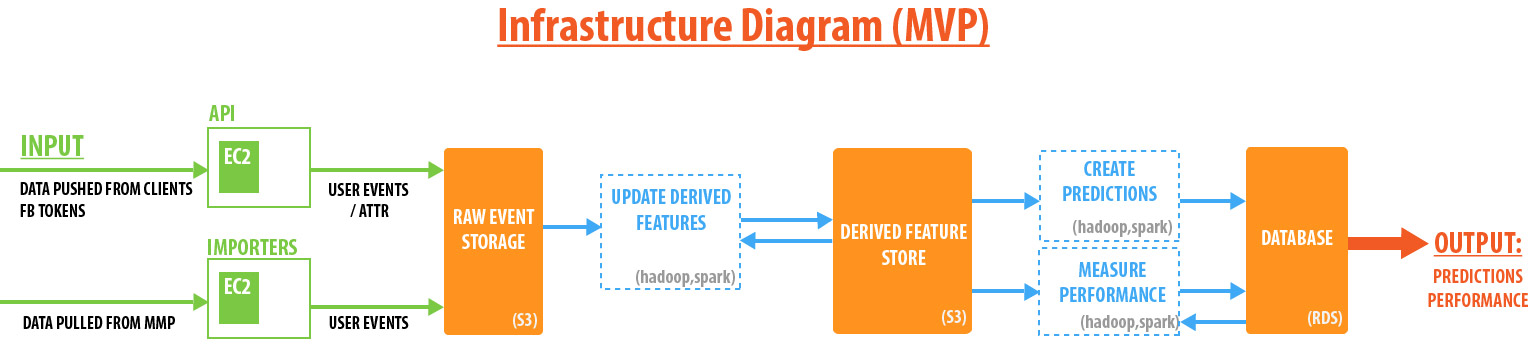 Infrastructure Diagram (MVP)
INPUT
DATA PUSHED FROM CLIENTS
FB TOKENS
API
EC2
USER EVENTS
/ ATTR
DATA PULLED FROM MMP
IMPORTERS
EC2
USER EVENTS
RAW EVENT
STORAGE
(S3)
UPDATE DERIVED
FEATURES
(hadoop,spark)
DERIVED FEATURE
STORE
(S3)
CREATE
PREDICTIONS
(hadoop,spark)
MEASURE
PERFORMANCE
(hadoop,spark)
DATABASE
(RDS)
OUTPUT:
PREDICTIONS
PERFORMANCE